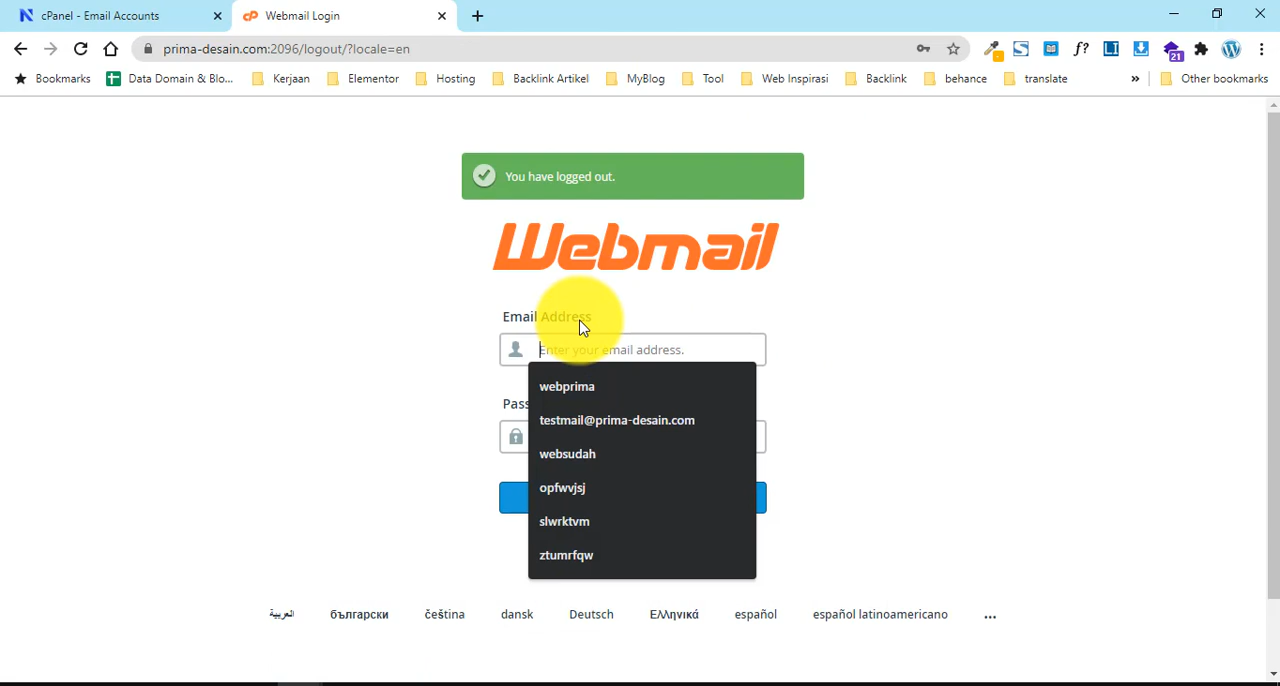 cPanel - Email Accounts
Webmail Login
prima-desain.com:2096/logout/?locale=en
21
Bookmarks
Data Domain & Blo...
Kerjaan
Elementor
Hosting
Backlink Artikel
MyBlog
Tool
Web Inspirasi
Backlink
behance
translate
»
Other bookmarks
You have logged out.
Webmail
Email Address
Enter your email address.
webprima
Pass
testmail@prima-desain.com
websudah
opfwvjsj
slwrktvm
ztumrfqw
العربية
български
čeština
dansk
Deutsch
Ελληνικά
español
español latinoamericano
...